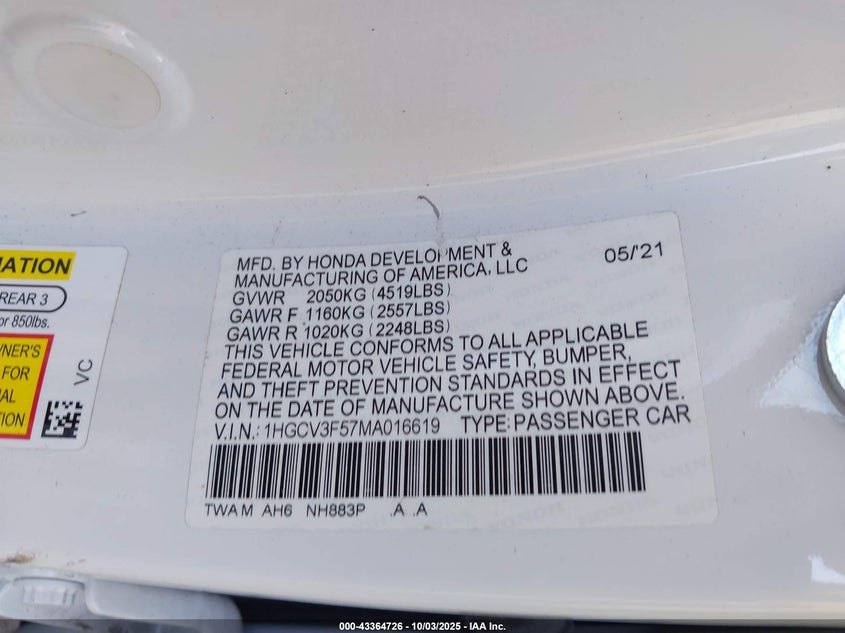 MATION
REAR 3
or 850lbs.
WNER'S
FOR
TION
VC
MFD. BY HONDA DEVELOPMENT &
MANUFACTURING OF AMERICA, LLC
05/'21
GVWR 2050KG (4519LBS)
GAWR F 1160KG (2557LBS)
GAWR R 1020KG (2248LBS)
THIS VEHICLE CONFORMS TO ALL APPLICABLE
FEDERAL MOTOR VEHICLE SAFETY, BUMPER,
AND THEFT PREVENTION STANDARDS IN EFFECT
ON THE DATE OF MANUFACTURE SHOWN ABOVE.
V.I.N.: 1HGCV3F57MA016619 TYPE: PASSENGER CAR
TWA M AH6 NH883P .A .A
000-43364726 - 10/03/2025 - IAA Inc.